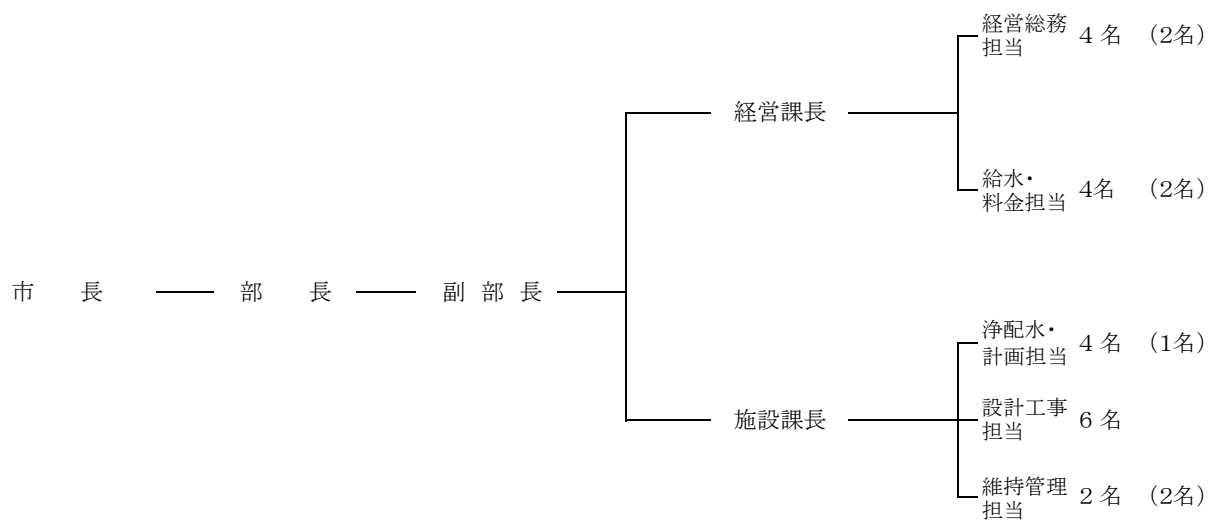 経営総務
担当 4 名 （2名）
経営課長
給水・
料金担当 4名 （2名）
市 長 部 長 副 部 長
浄配水・
計画担当 4 名 （1名）
施設課長
設計工事
担当 6 名
維持管理
担当 2 名 （2名）